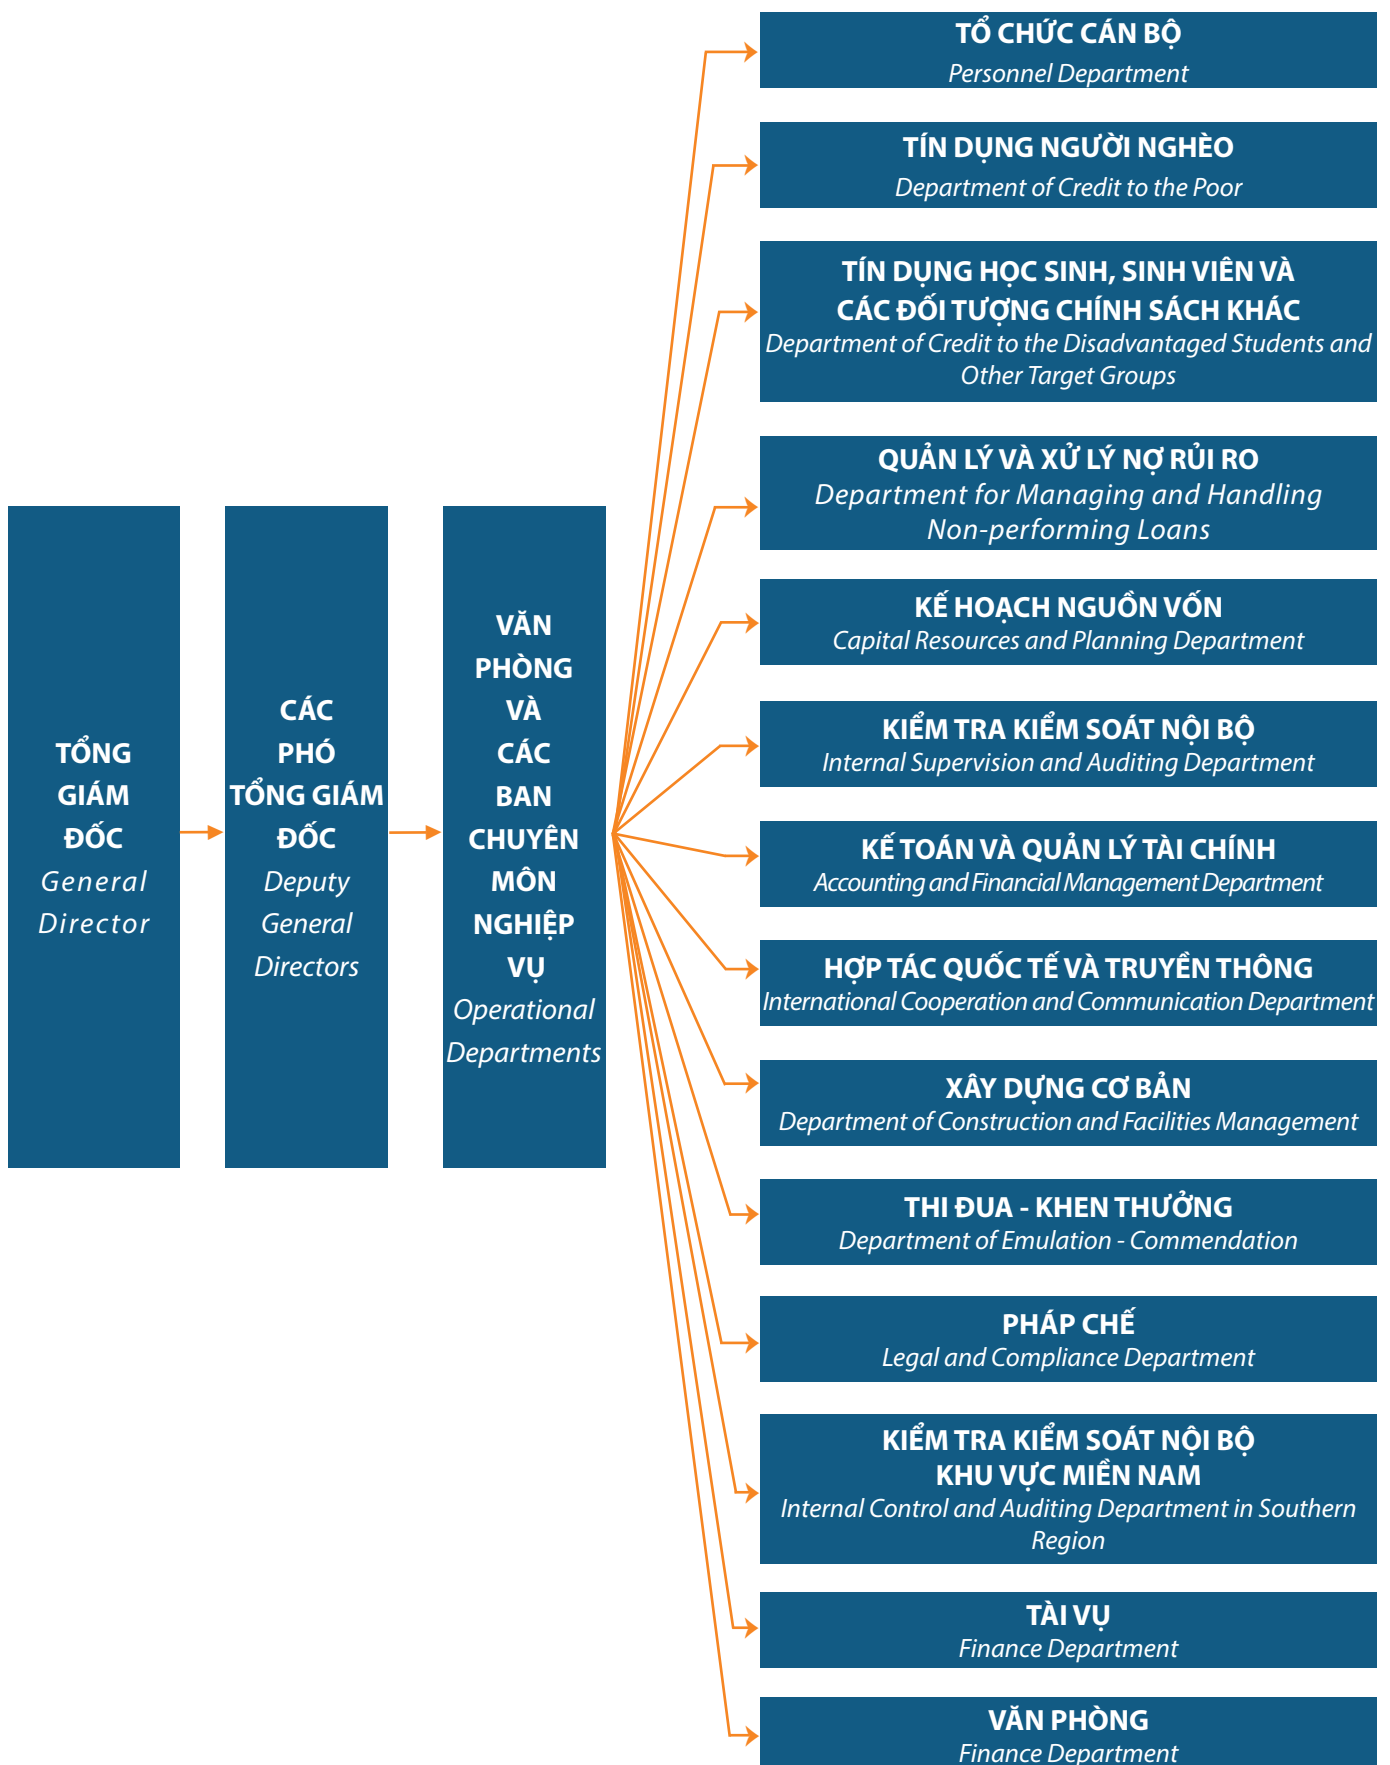 TỔNG
GIÁM
ĐỐC
General
Director
CÁC
PHÓ
TỔNG GIÁM
ĐỐC
Deputy
General
Directors
VĂN
PHÒNG
VÀ
CÁC
BAN
CHUYÊN
MÔN
NGHIỆP
VỤ
Operational
Departments
TỔ CHỨC CÁN BỘ
Personnel Department
TÍN DỤNG NGƯỜI NGHÈO
Department of Credit to the Poor
TÍN DỤNG HỌC SINH, SINH VIÊN VÀ
CÁC ĐỐI TƯỢNG CHÍNH SÁCH KHÁC
Department of Credit to the Disadvantaged Students and
Other Target Groups
QUẢN LÝ VÀ XỬ LÝ NỢ RỦI RO
Department for Managing and Handling
Non-performing Loans
KẾ HOẠCH NGUỒN VỐN
Capital Resources and Planning Department
KIỂM TRA KIỂM SOÁT NỘI BỘ
Internal Supervision and Auditing Department
KẾ TOÁN VÀ QUẢN LÝ TÀI CHÍNH
Accounting and Financial Management Department
HỢP TÁC QUỐC TẾ VÀ TRUYỀN THÔNG
International Cooperation and Communication Department
XÂY DỰNG CƠ BẢN
Department of Construction and Facilities Management
THI ĐUA - KHEN THƯỞNG
Department of Emulation - Commendation
PHÁP CHẾ
Legal and Compliance Department
KIỂM TRA KIỂM SOÁT NỘI BỘ
KHU VỰC MIỀN NAM
Internal Control and Auditing Department in Southern
Region
TÀI VỤ
Finance Department
VĂN PHÒNG
Finance Department